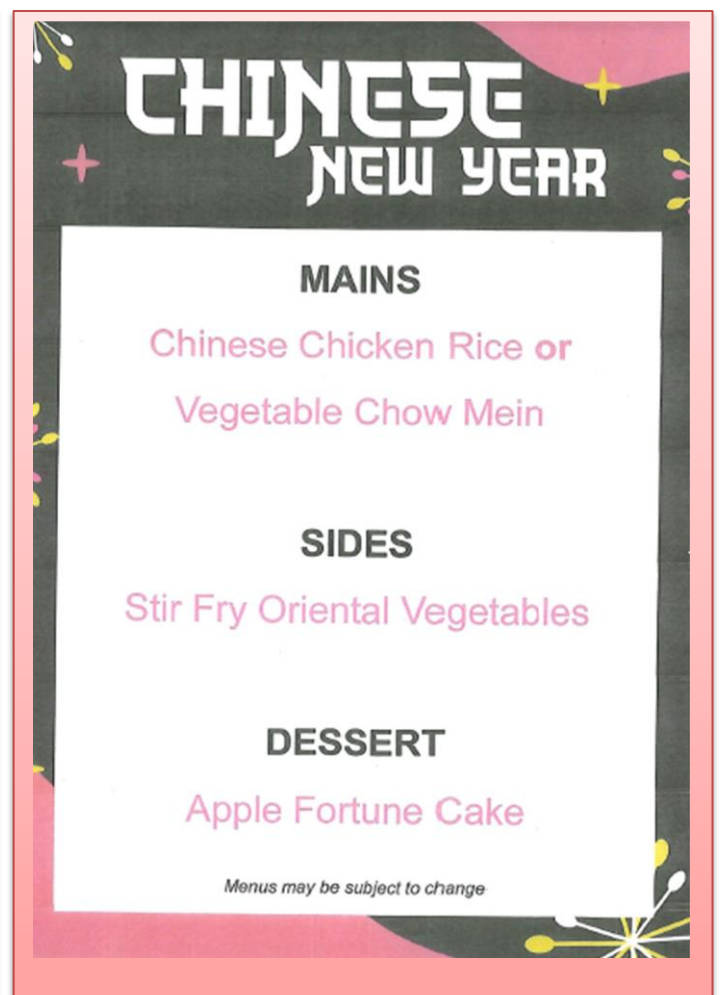 CHINESE
NEW YEAR
MAINS
Chinese Chicken Rice or
Vegetable Chow Mein
SIDES
Stir Fry Oriental Vegetables
DESSERT
Apple Fortune Cake
Menus may be subject to change